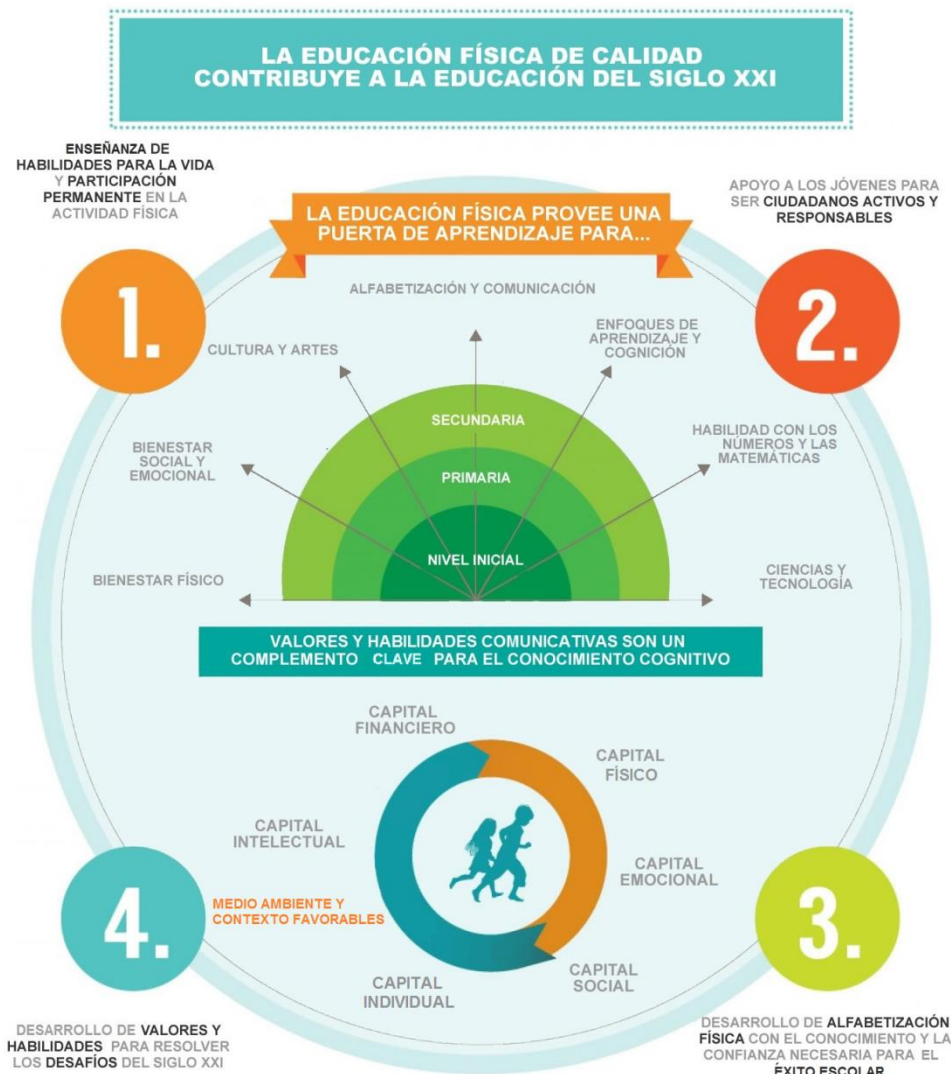 LA EDUCACIÓN FÍSICA DE CALIDAD
CONTRIBUYE A LA EDUCACIÓN DEL SIGLO XXI
ENSEÑANZA DE
HABILIDADES PARA LA VIDA
Y PARTICIPACIÓN
PERMANENTE EN LA
ACTIVIDAD FÍSICA
1.
APOYO A LOS JÓVENES PARA
SER CIUDADANOS ACTIVOS Y
RESPONSABLES
2.
LA EDUCACIÓN FÍSICA PROVEE UNA
PUERTA DE APRENDIZAJE PARA...
ALFABETIZACIÓN Y COMUNICACIÓN
CULTURA Y ARTES
ENFOQUES DE
APRENDIZAJE Y
COGNICIÓN
BIENESTAR
SOCIAL Y
EMOCIONAL
HABILIDAD CON LOS
NÚMEROS Y LAS
MATEMÁTICAS
SECUNDARIA
PRIMARIA
NIVEL INICIAL
BIENESTAR FÍSICO
CIENCIAS Y
TECNOLOGÍA
VALORES Y HABILIDADES COMUNICATIVAS SON UN
COMPLEMENTO CLAVE PARA EL CONOCIMIENTO COGNITIVO
CAPITAL
FINANCIERO
CAPITAL
FÍSICO
CAPITAL
INTELECTUAL
CAPITAL
EMOCIONAL
MEDIO AMBIENTE Y
CONTEXTO FAVORABLES
CAPITAL
INDIVIDUAL
CAPITAL
SOCIAL
4.
DESARROLLO DE VALORES Y
HABILIDADES PARA RESOLVER
LOS DESAFÍOS DEL SIGLO XXI
3.
DESARROLLO DE ALFABETIZACIÓN
FÍSICA CON EL CONOCIMIENTO Y LA
CONFIANZA NECESARIA PARA EL
ÉXITO ESCOLAR